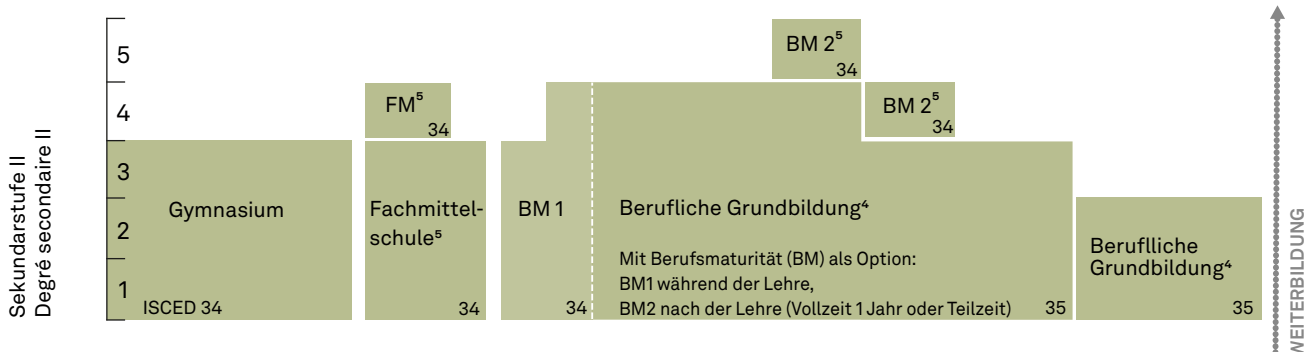 Sekundarstufe II
Degré secondaire II
5
4
3
2
1
BM 2⁵
34
FM⁵
34
BM 2⁵
34
Gymnasium
ISCED 34
Fachmittel-
schule⁵
34
BM 1
34
Berufliche Grundbildung⁴
Mit Berufsmaturität (BM) als Option:
BM1 während der Lehre,
BM2 nach der Lehre (Vollzeit 1 Jahr oder Teilzeit)
35
Beruflliche
Grundbildung⁴
35
WEITERBILDUNG